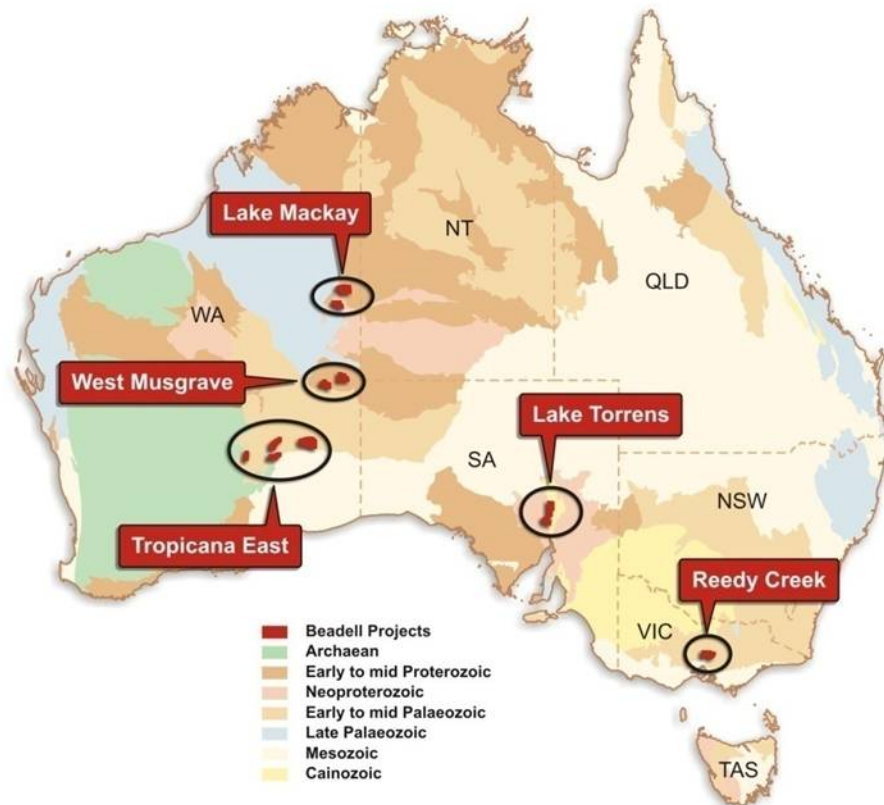 Lake Mackay
NT
QLD
WA
West Musgrave
Lake Torrens
SA
NSW
Tropicana East
Reedy Creek
VIC
Beadell Projects
Archaean
Early to mid Proterozoic
Neoproterozoic
Early to mid Palaeozoic
Late Palaeozoic
Mesozoic
Cainozoic
TAS